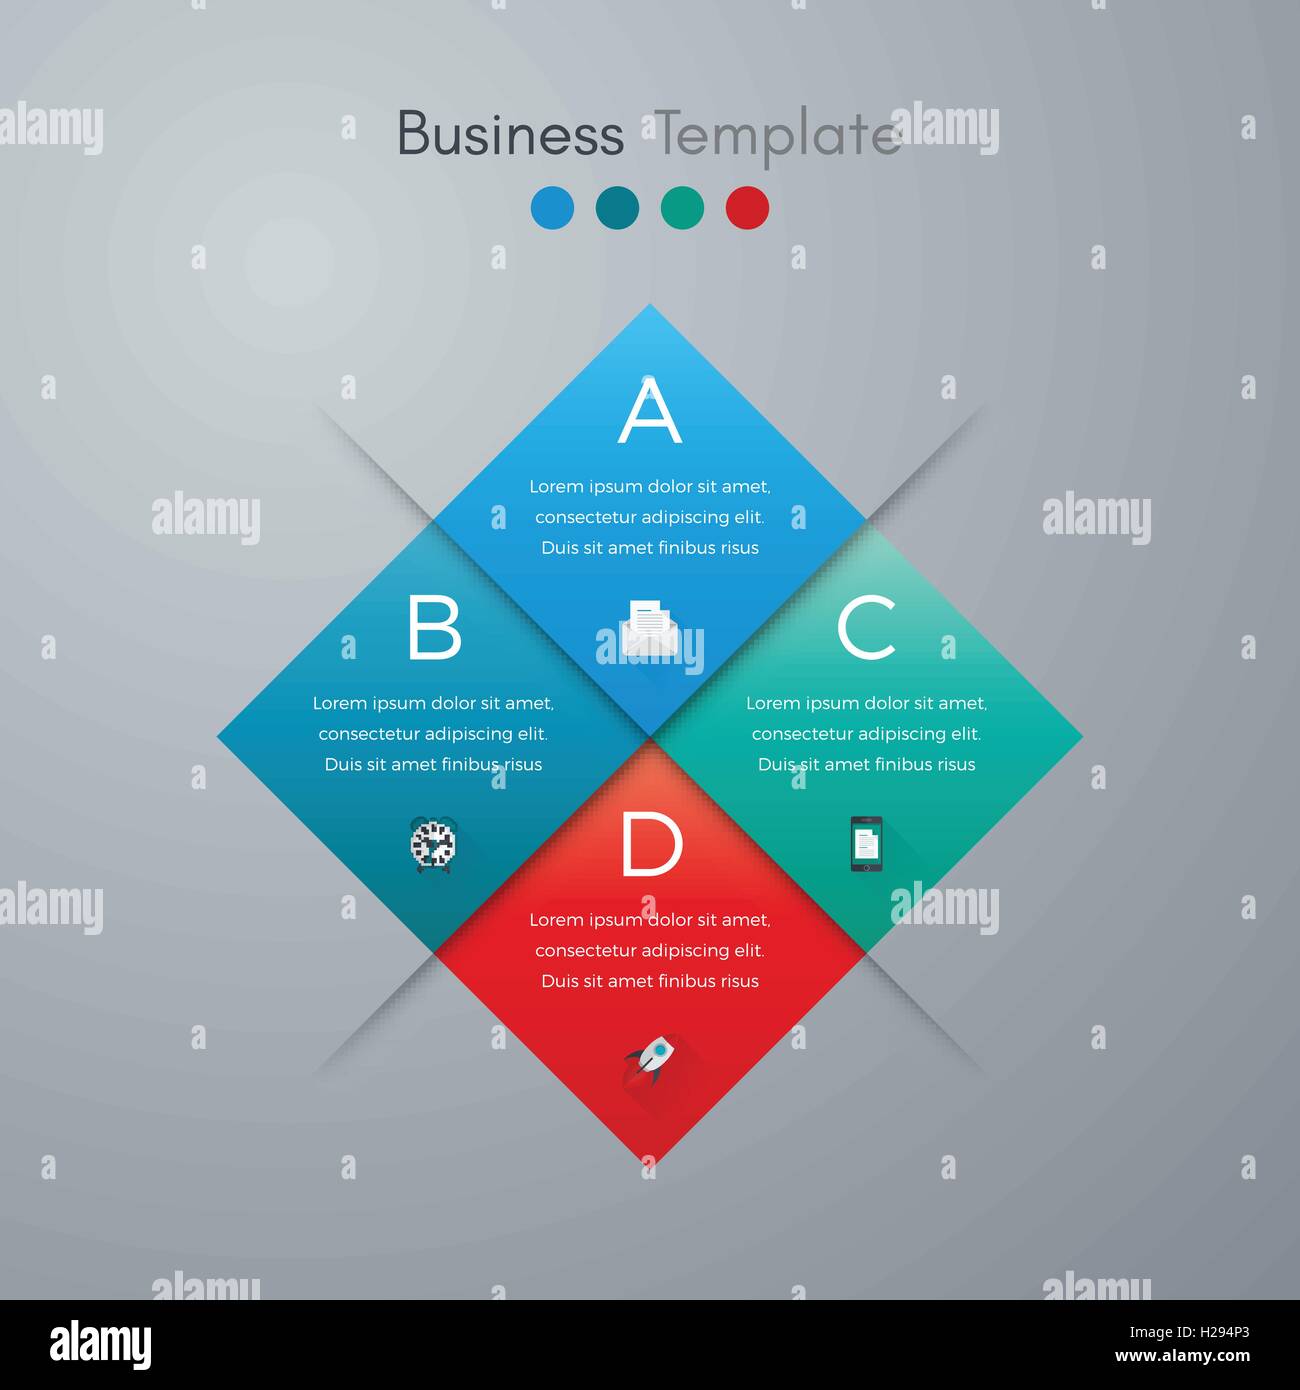 Business Template
A
Lorem ipsum dolor sit amet,
consectetur adipiscing elit.
Duis sit amet finibus risus
B
Lorem ipsum dolor sit amet,
consectetur adipiscing elit.
Duis sit amet finibus risus
C
Lorem ipsum dolor sit amet,
consectetur adipiscing elit.
Duis sit amet finibus risus
D
Lorem ipsum dolor sit amet,
consectetur adipiscing elit.
Duis sit amet finibus risus
alamy
a
alamy
Image ID: H294P3
www.alamy.com